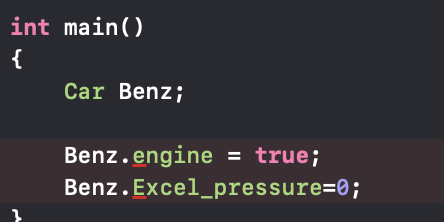 int main()
{
Car Benz;
Benz.engine = true;
Benz.Excel_pressure=0;
}